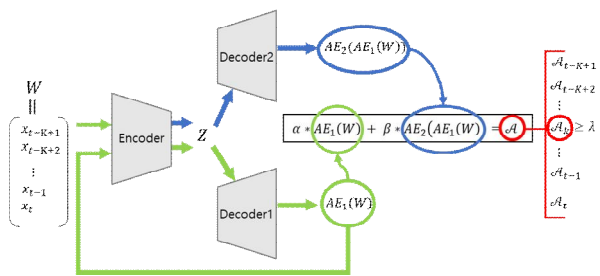 W
||
x_{t-K+1}
x_{t-K+2}
⋮
x_{t-1}
x_t
Encoder
Z
Decoder2
AE_2(AE_1(W))
Decoder1
AE_1(W)
α * AE_1(W) + β * AE_2(AE_1(W) = 𝒜
𝒜_{t-K+1}
𝒜_{t-K+2}
⋮
𝒜_k ≥ λ
⋮
𝒜_{t-1}
𝒜_t